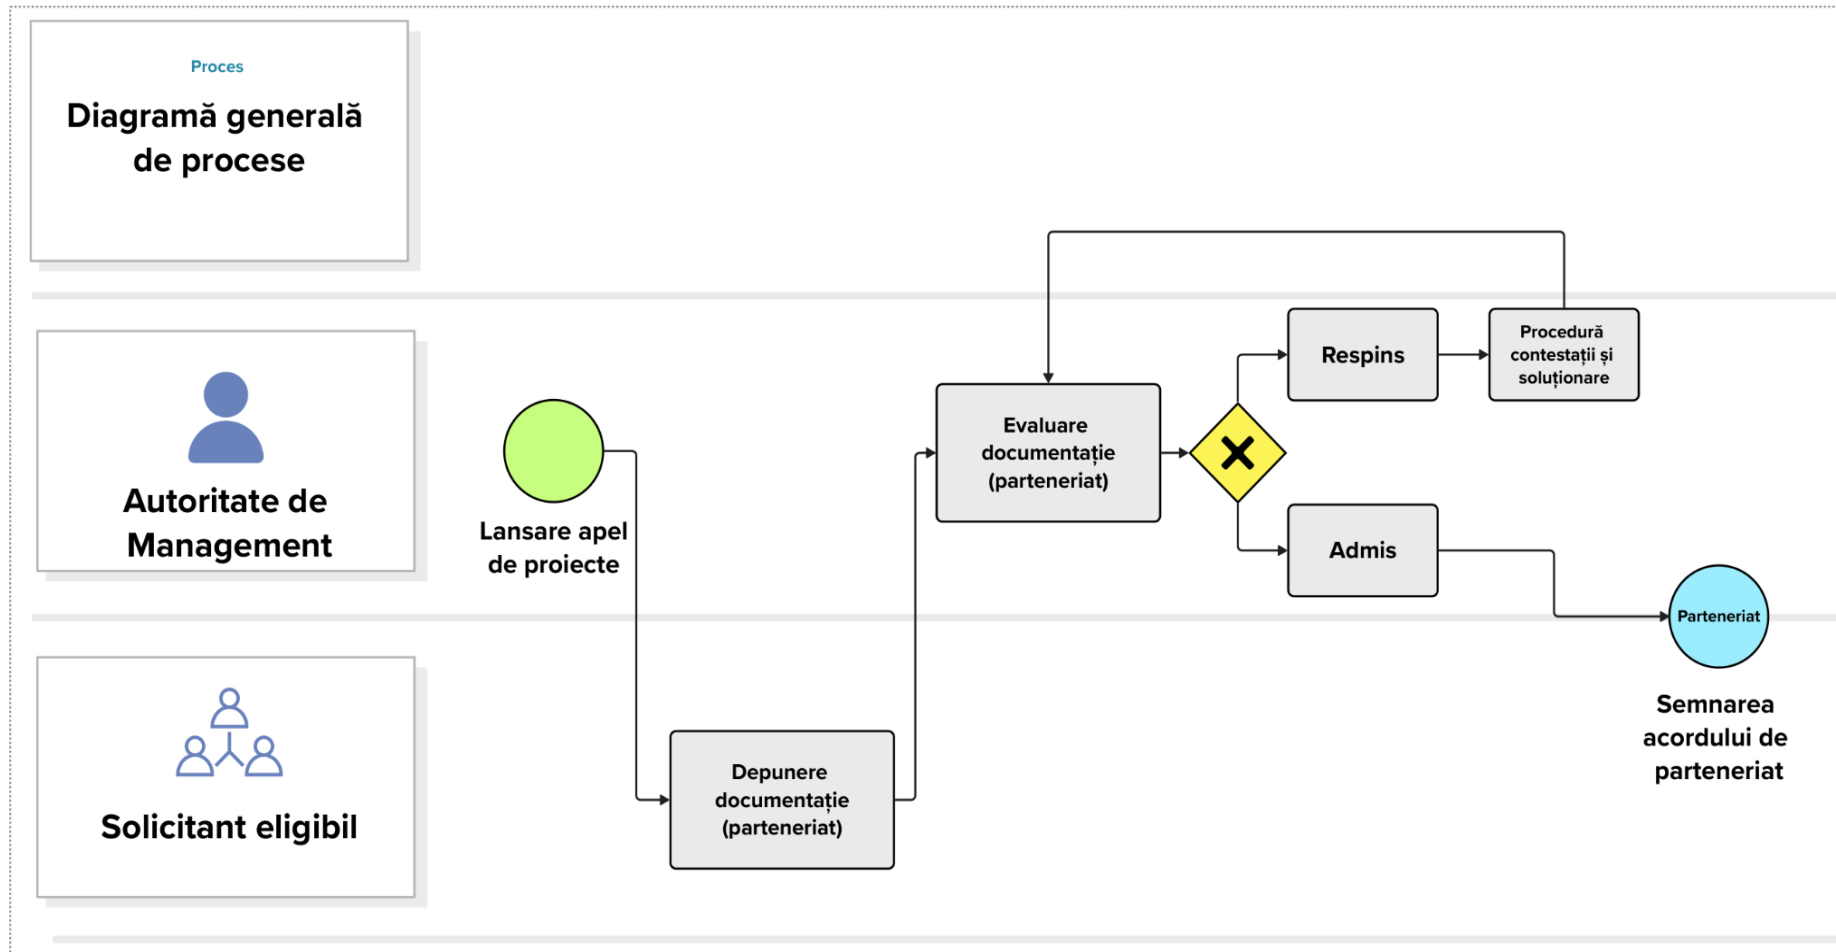 Proces
Diagramă generală
de procese
Autoritate de
Management
Lansare apel
de proiecte
Evaluare
documentație
(parteneriat)
Respins
Procedură
contestații și
soluționare
Admis
Parteneriat
Semnarea
acordului de
parteneriat
Solicitant eligibil
Depunere
documentație
(parteneriat)